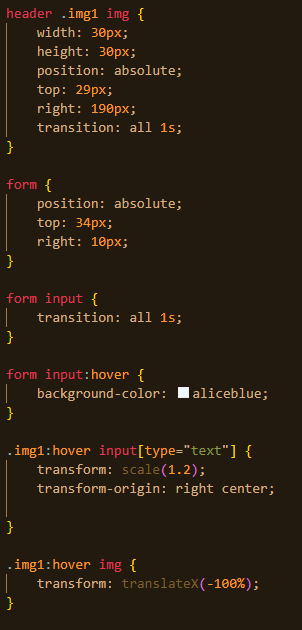 header .img1 img {
    width: 30px;
    height: 30px;
    position: absolute;
    top: 29px;
    right: 190px;
    transition: all 1s;
}

form {
    position: absolute;
    top: 34px;
    right: 10px;
}

form input {
    transition: all 1s;
}

form input:hover {
    background-color: aliceblue;
}

.img1:hover input[type="text"] {
    transform: scale(1.2);
    transform-origin: right center;

}

.img1:hover img {
    transform: translateX(-100%);
}